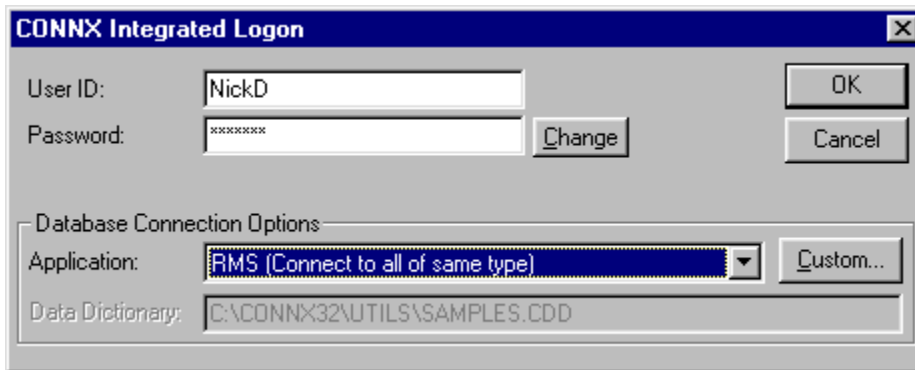 CONNX Integrated Logon
User ID: NickD OK
Password: ******* Change Cancel
Database Connection Options
Application: RMS (Connect to all of same type) Custom...
Data Dictionary: C:\CONNX32\UTILS\SAMPLES.CDD